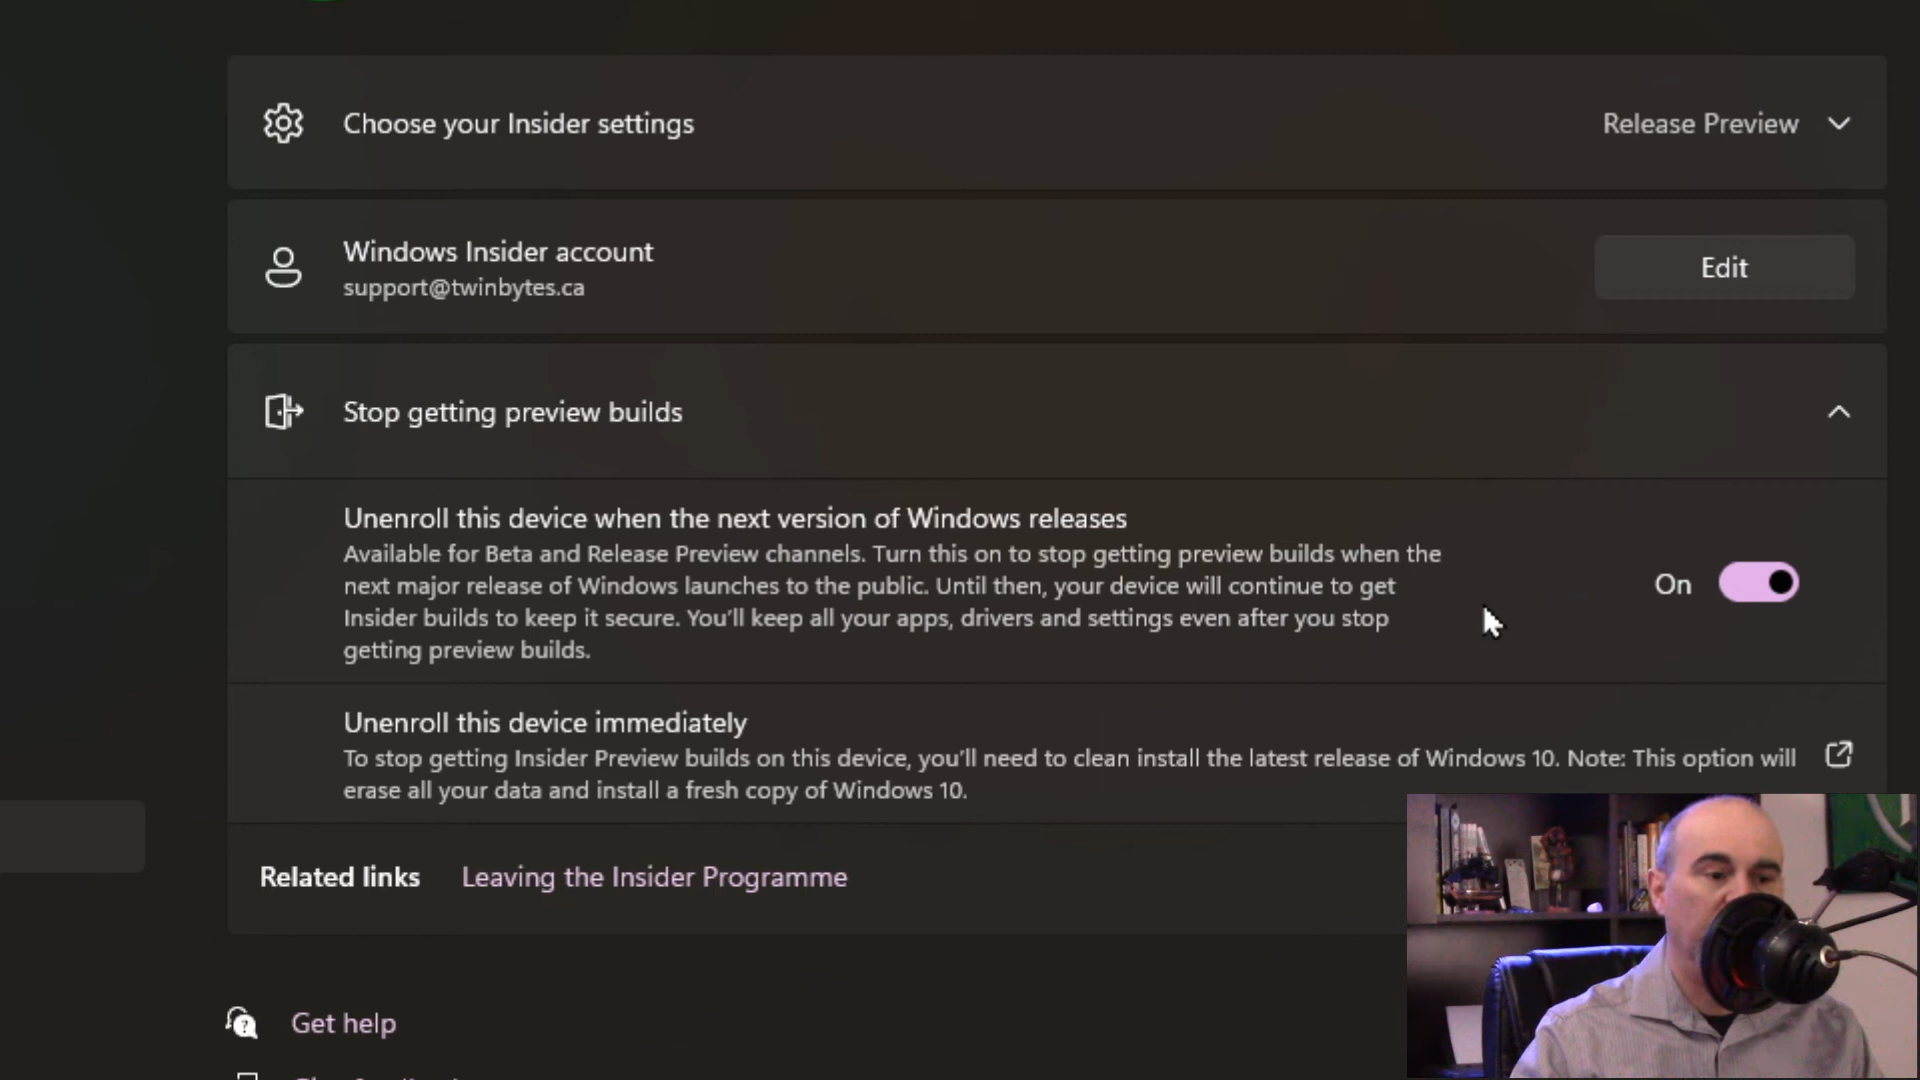 Choose your Insider settings
Release Preview
Windows Insider account
support@twinbytes.ca
Edit
Stop getting preview builds
Unenroll this device when the next version of Windows releases
Available for Beta and Release Preview channels. Turn this on to stop getting preview builds when the
next major release of Windows launches to the public. Until then, your device will continue to get
Insider builds to keep it secure. You’ll keep all your apps, drivers and settings even after you stop
getting preview builds.
On
Unenroll this device immediately
To stop getting Insider Preview builds on this device, you’ll need to clean install the latest release of Windows 10. Note: This option will
erase all your data and install a fresh copy of Windows 10.
Related links
Leaving the Insider Programme
Get help